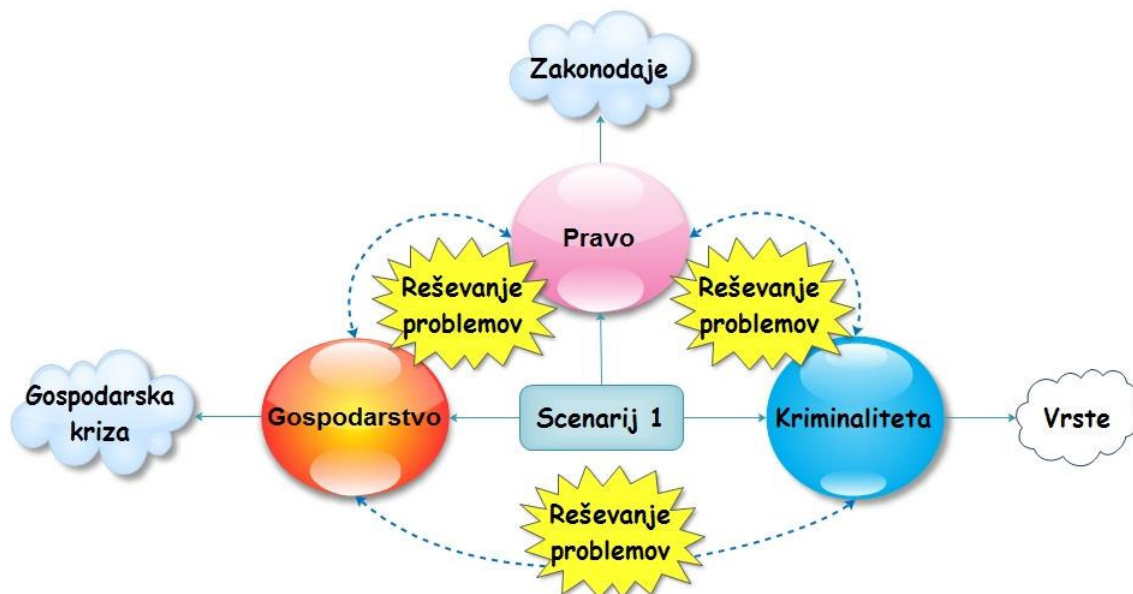 Zakonodaje
Pravo
Reševanje
problemov
Reševanje
problemov
Gospodarska
kriza
Gospodarstvo
Scenarij 1
Kriminaliteta
Vrste
Reševanje
problemov